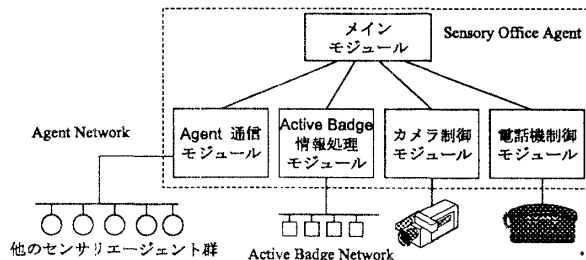 メイン
モジュール
Sensory Office Agent
Agent Network
Agent 通信
モジュール
Active Badge
情報処理
モジュール
カメラ制御
モジュール
電話機制御
モジュール
他のセンサリエージェント群
Active Badge Network